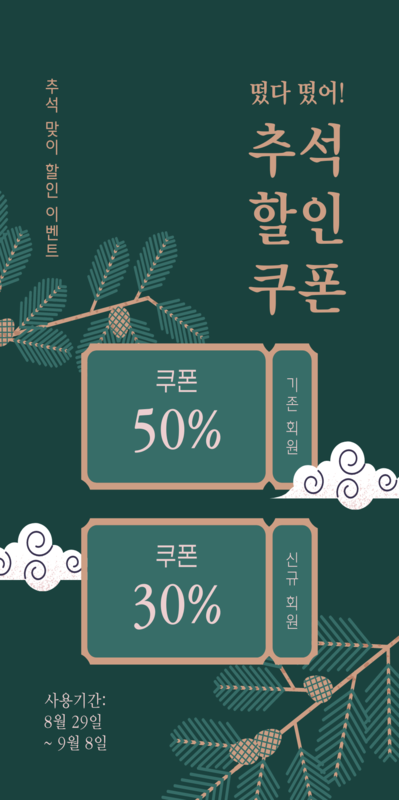 추석 맞이 할인 이벤트
떴다 떴어!
추석
할인
쿠폰
쿠폰
50%
기존 회원
쿠폰
30%
신규 회원
사용기간:
8월 29일
~ 9월 8일